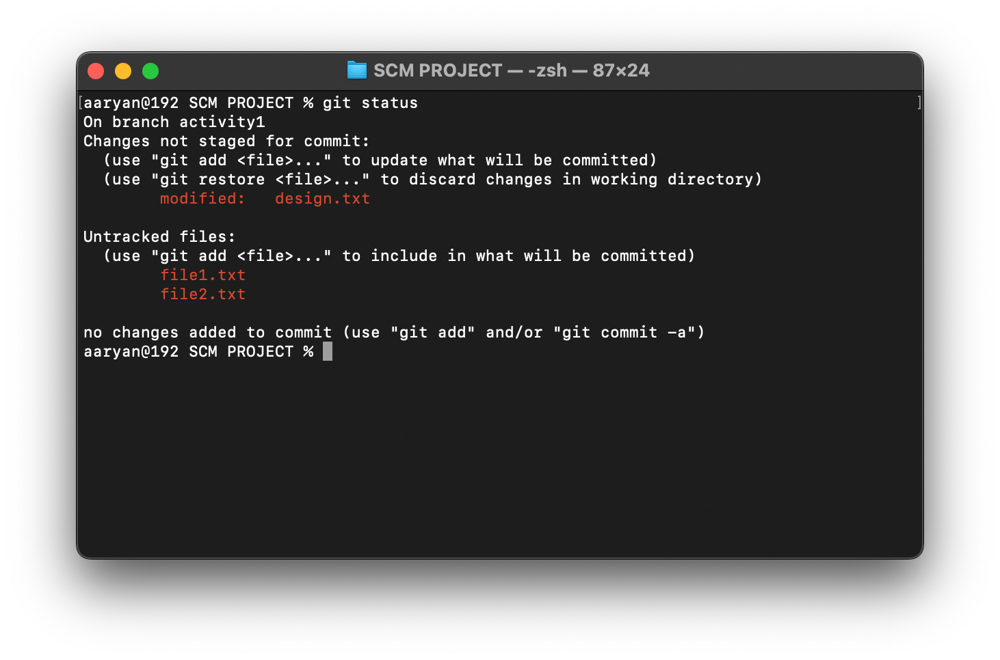 SCM PROJECT — -zsh — 87×24
[aaryan@192 SCM PROJECT % git status ]
On branch activity1
Changes not staged for commit:
  (use "git add <file>..." to update what will be committed)
  (use "git restore <file>..." to discard changes in working directory)
        modified:   design.txt

Untracked files:
  (use "git add <file>..." to include in what will be committed)
        file1.txt
        file2.txt

no changes added to commit (use "git add" and/or "git commit -a")
aaryan@192 SCM PROJECT %